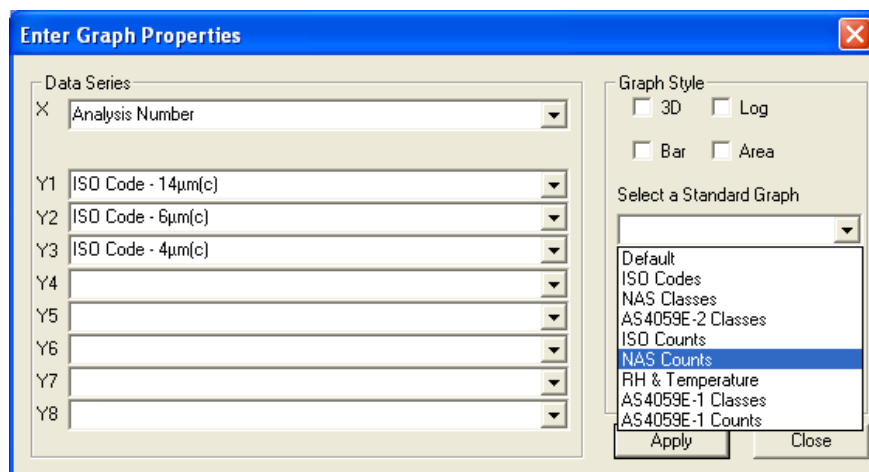 Enter Graph Properties
Data Series
X Analysis Number
Y1 ISO Code - 14µm(c)
Y2 ISO Code - 6µm(c)
Y3 ISO Code - 4µm(c)
Y4
Y5
Y6
Y7
Y8
Graph Style
3D Log
Bar Area
Select a Standard Graph
Default
ISO Codes
NAS Classes
AS4059E-2 Classes
ISO Counts
NAS Counts
RH & Temperature
AS4059E-1 Classes
AS4059E-1 Counts
Apply Close